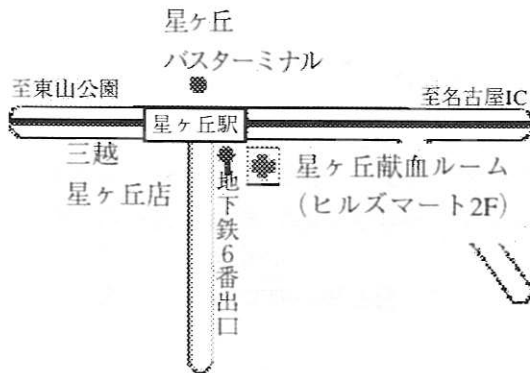 星ヶ丘
バスターミナル
至東山公園
至名古屋IC
星ヶ丘駅
三越
星ヶ丘店
地下鉄6番出口
星ヶ丘献血ルーム
(ヒルズマート2F)